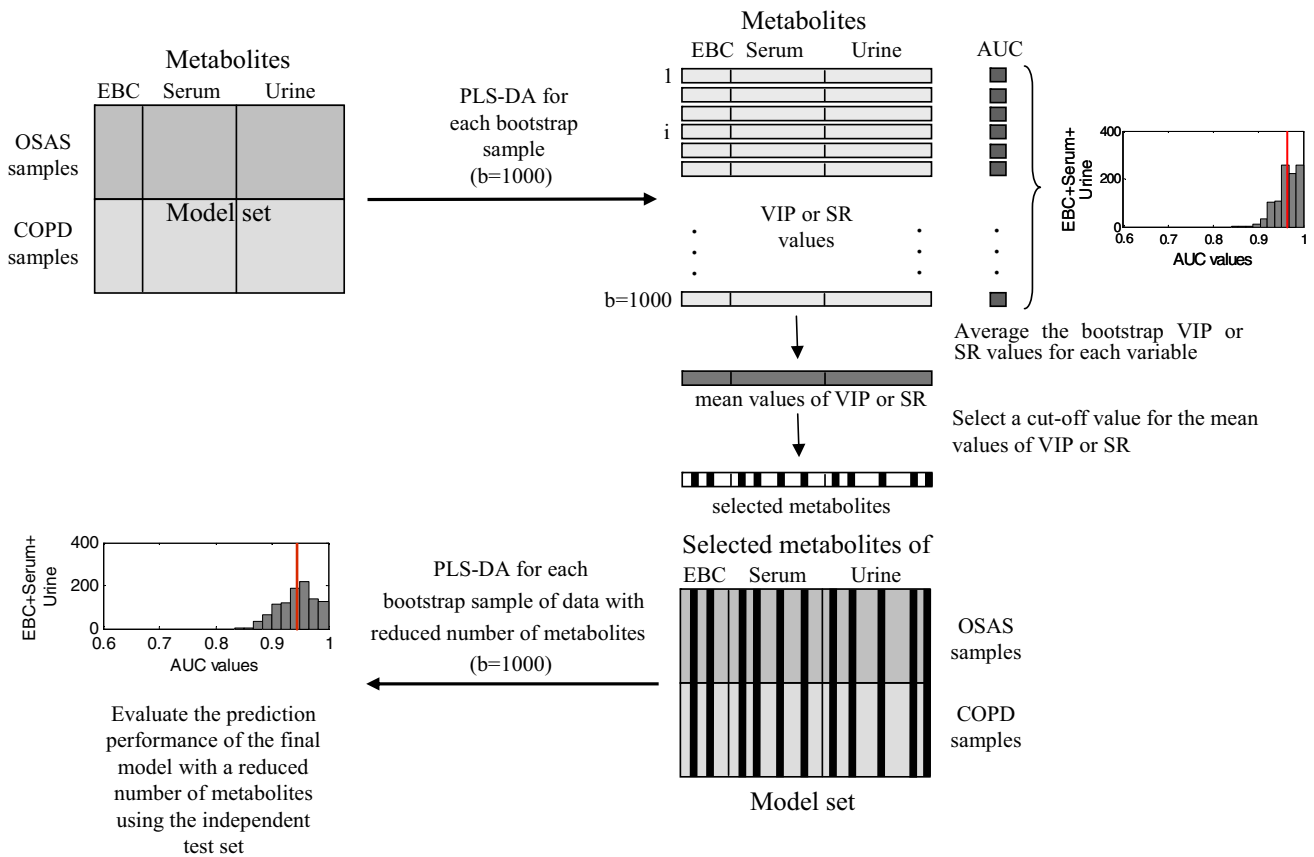 Metabolites
EBC Serum Urine
OSAS
samples
COPD
samples
Model set
PLS-DA for
each bootstrap
sample
(b=1000)
Metabolites
EBC Serum Urine
AUC
1
i
VIP or SR
values
b=1000
EBC+Serum+
Urine
400
200
0
0.6 0.7 0.8 0.9 1
AUC values
Average the bootstrap VIP or
SR values for each variable
mean values of VIP or SR
Select a cut-off value for the mean
values of VIP or SR
selected metabolites
Selected metabolites of
EBC Serum Urine
OSAS
samples
COPD
samples
Model set
PLS-DA for each
bootstrap sample of data with
reduced number of metabolites
(b=1000)
EBC+Serum+
Urine
400
200
0
0.6 0.7 0.8 0.9 1
AUC values
Evaluate the prediction
performance of the final
model with a reduced
number of metabolites
using the independent
test set